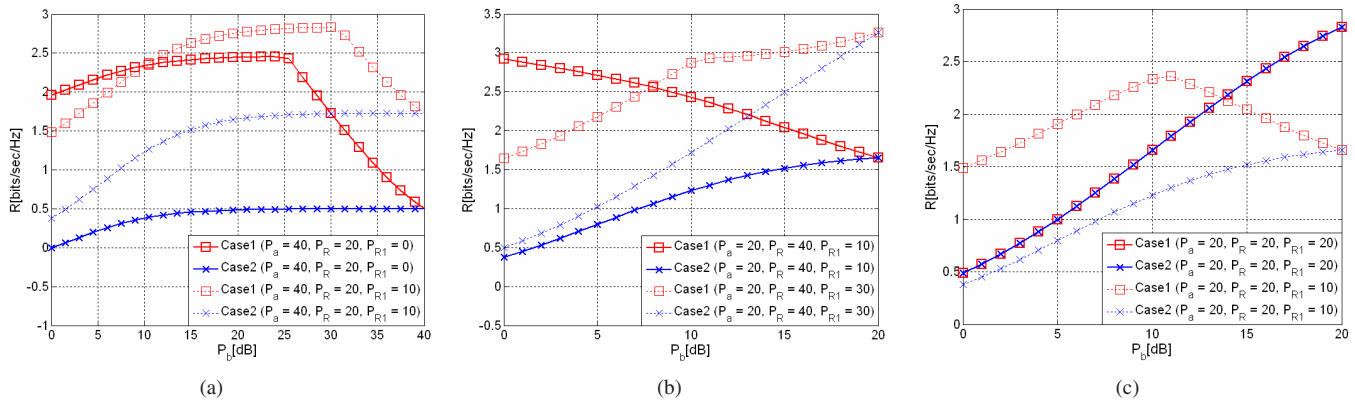 3.5
3
2.5
2
1.5
1
0.5
0
-0.5
-1
R[bits/sec/Hz]
Case1 (P_a = 40, P_R = 20, P_R1 = 0)
Case2 (P_a = 40, P_R = 20, P_R1 = 0)
Case1 (P_a = 40, P_R = 20, P_R1 = 10)
Case2 (P_a = 40, P_R = 20, P_R1 = 10)
0 5 10 15 20 25 30 35 40
P_b[dB]
(a)
4
3.5
3
2.5
2
1.5
1
0.5
0
-0.5
R[bits/sec/Hz]
Case1 (P_a = 20, P_R = 40, P_R1 = 10)
Case2 (P_a = 20, P_R = 40, P_R1 = 10)
Case1 (P_a = 20, P_R = 40, P_R1 = 30)
Case2 (P_a = 20, P_R = 40, P_R1 = 30)
0 5 10 15 20
P_b[dB]
(b)
3
2.5
2
1.5
1
0.5
0
R[bits/sec/Hz]
Case1 (P_a = 20, P_R = 20, P_R1 = 20)
Case2 (P_a = 20, P_R = 20, P_R1 = 20)
Case1 (P_a = 20, P_R = 20, P_R1 = 10)
Case2 (P_a = 20, P_R = 20, P_R1 = 10)
0 5 10 15 20
P_b[dB]
(c)